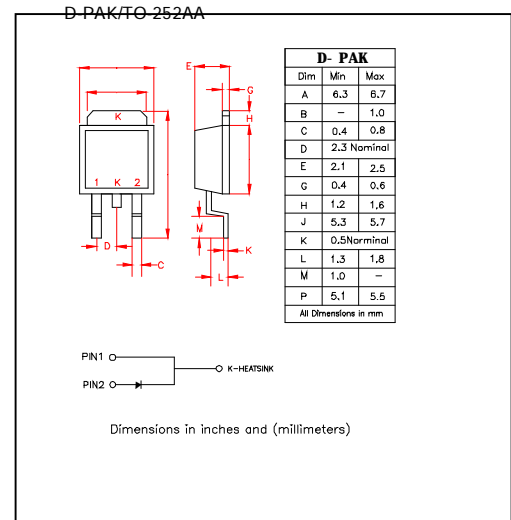 D-PAK/TO-252AA
E
G
K
H
1 K 2
M
D
C
K
L
D- PAK
Dim Min Max
A 6.3 6.7
B – 1.0
C 0.4 0.8
D 2.3 Nominal
E 2.1 2.5
G 0.4 0.6
H 1.2 1.6
J 5.3 5.7
K 0.5Norminal
L 1.3 1.8
M 1.0 –
P 5.1 5.5
All Dimensions in mm
PIN1
K-HEATSINK
PIN2
Dimensions in inches and (millimeters)